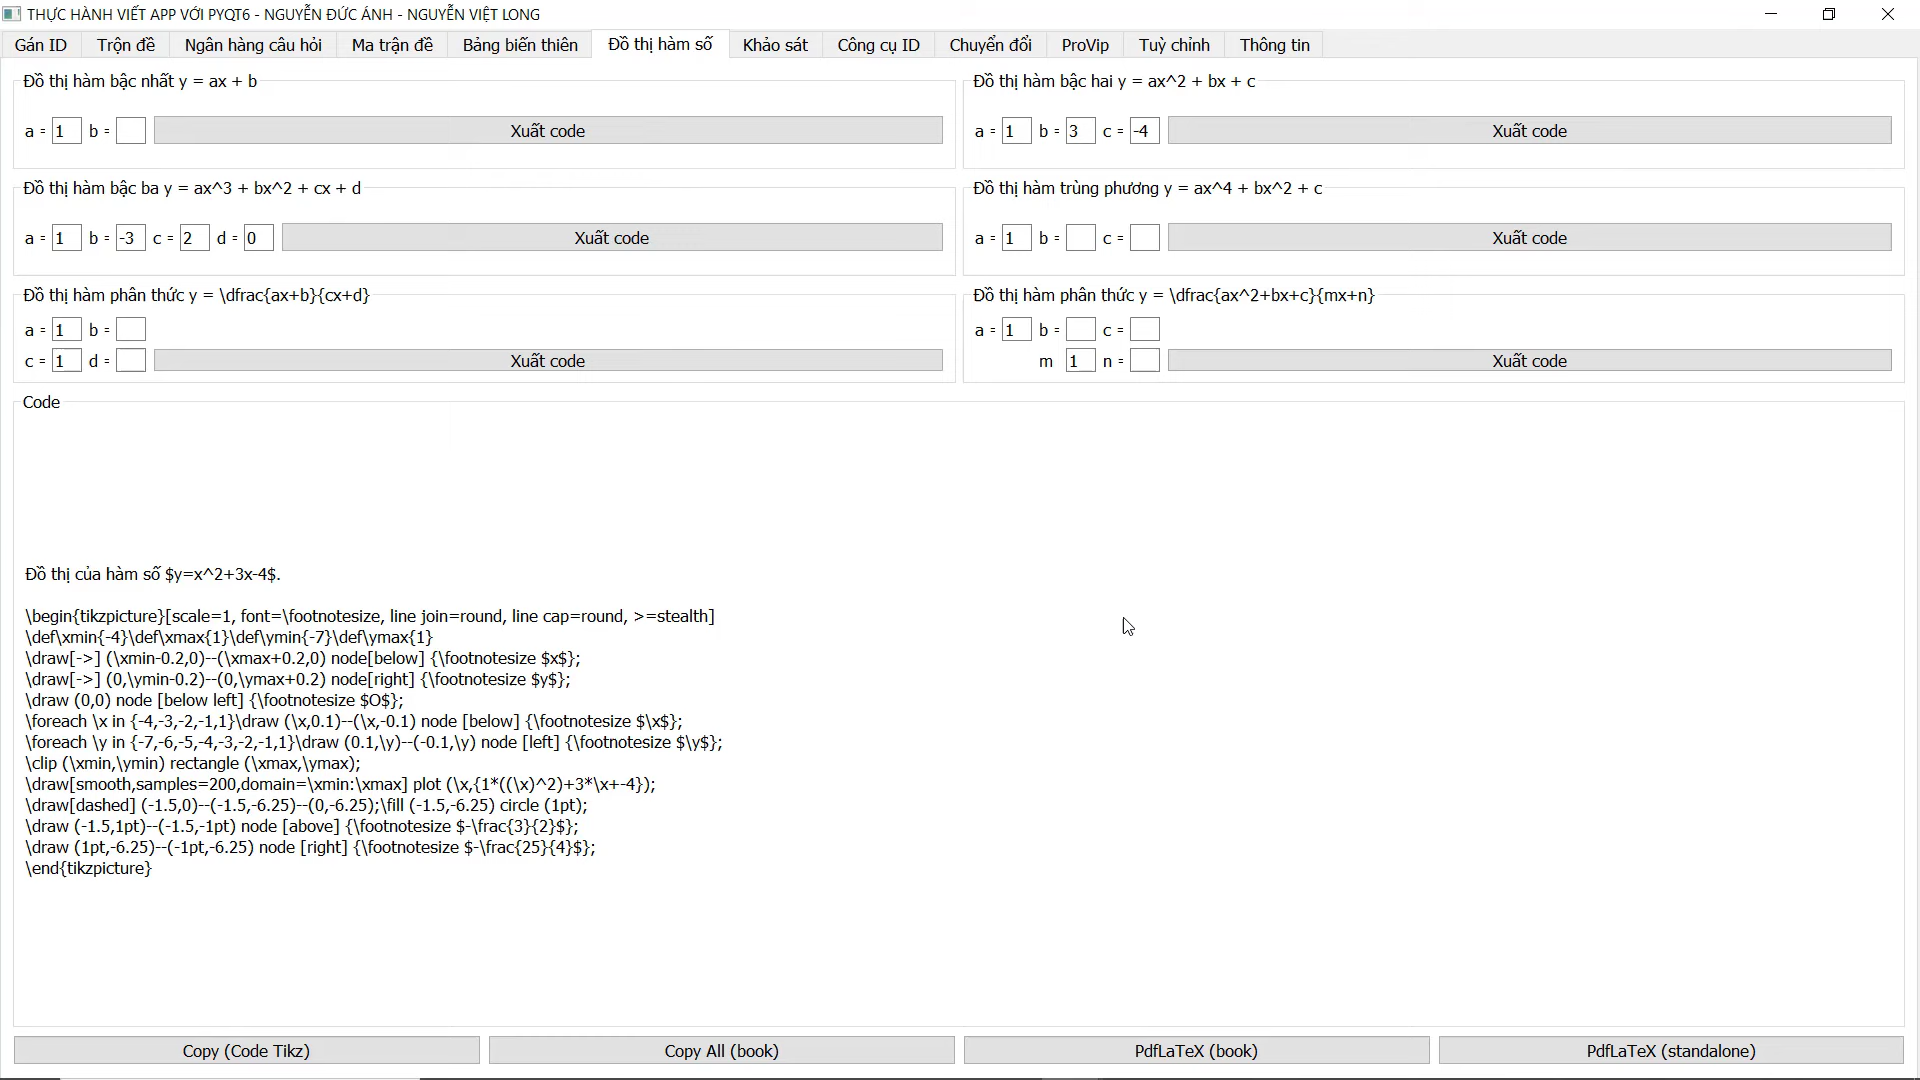 THỰC HÀNH VIẾT APP VỚI PYQT6 - NGUYỄN ĐỨC ÁNH - NGUYỄN VIỆT LONG
Gán ID Trộn đề Ngân hàng câu hỏi Ma trận đề Bảng biến thiên Đồ thị hàm số Khảo sát Công cụ ID Chuyển đổi ProVip Tuỳ chỉnh Thông tin
Đồ thị hàm bậc nhất y = ax + b
a = 1 b = Xuất code
Đồ thị hàm bậc hai y = ax^2 + bx + c
a = 1 b = 3 c = -4 Xuất code
Đồ thị hàm bậc ba y = ax^3 + bx^2 + cx + d
a = 1 b = -3 c = 2 d = 0 Xuất code
Đồ thị hàm trùng phương y = ax^4 + bx^2 + c
a = 1 b = c = Xuất code
Đồ thị hàm phân thức y = \dfrac{ax+b}{cx+d}
a = 1 b =
c = 1 d = Xuất code
Đồ thị hàm phân thức y = \dfrac{ax^2+bx+c}{mx+n}
a = 1 b = c =
m 1 n = Xuất code
Code
Đồ thị của hàm số $y=x^2+3x-4$.
\begin{tikzpicture}[scale=1, font=\footnotesize, line join=round, line cap=round, >=stealth]
\def\xmin{-4}\def\xmax{1}\def\ymin{-7}\def\ymax{1}
\draw[->] (\xmin-0.2,0)--(\xmax+0.2,0) node[below] {\footnotesize $x$};
\draw[->] (0,\ymin-0.2)--(0,\ymax+0.2) node[right] {\footnotesize $y$};
\draw (0,0) node [below left] {\footnotesize $O$};
\foreach \x in {-4,-3,-2,-1,1}\draw (\x,0.1)--(\x,-0.1) node [below] {\footnotesize $\x$};
\foreach \y in {-7,-6,-5,-4,-3,-2,-1,1}\draw (0.1,\y)--(-0.1,\y) node [left] {\footnotesize $\y$};
\clip (\xmin,\ymin) rectangle (\xmax,\ymax);
\draw[smooth,samples=200,domain=\xmin:\xmax] plot (\x,{1*((\x)^2)+3*\x+-4});
\draw[dashed] (-1.5,0)--(-1.5,-6.25)--(0,-6.25);\fill (-1.5,-6.25) circle (1pt);
\draw (-1.5,1pt)--(-1.5,-1pt) node [above] {\footnotesize $-\frac{3}{2}$};
\draw (1pt,-6.25)--(-1pt,-6.25) node [right] {\footnotesize $-\frac{25}{4}$};
\end{tikzpicture}
Copy (Code Tikz) Copy All (book) PdfLaTeX (book) PdfLaTeX (standalone)